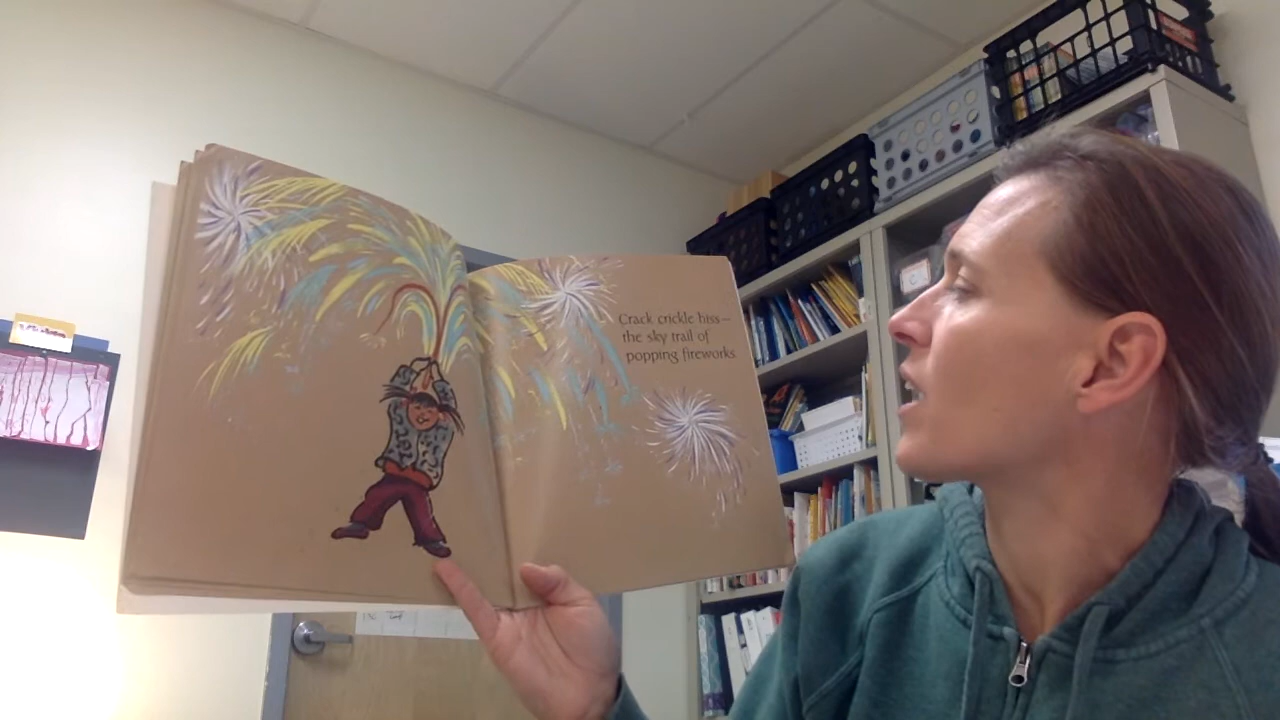 Crack crickle hiss—
the sky trail of
popping fireworks